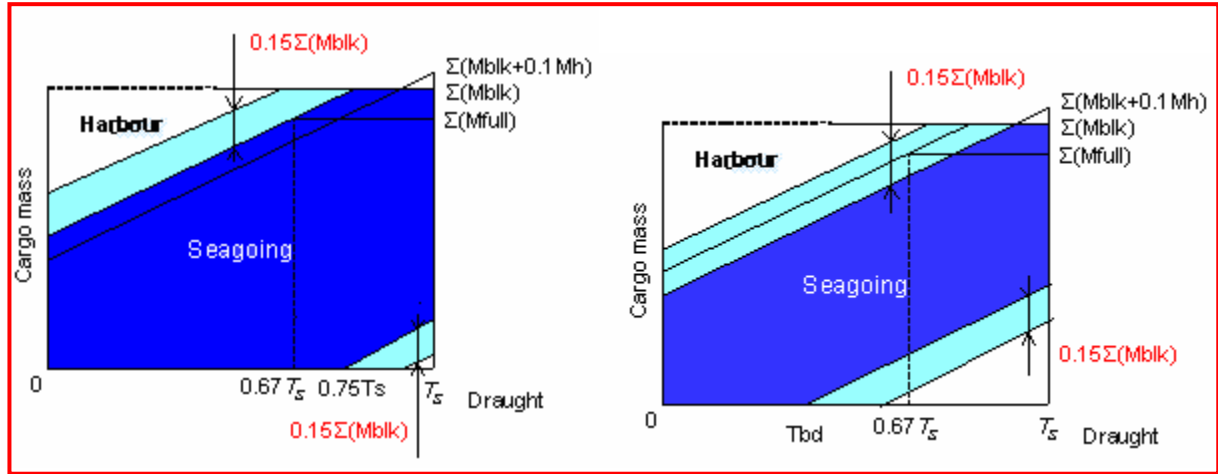 0.15Σ(Mblk)
Σ(Mblk+0.1Mh)
Σ(Mblk)
Σ(Mfull)
Harbour
Cargo mass
Seagoing
0
0.67 Ts
0.75Ts
Ts
Draught
0.15Σ(Mblk)
0.15Σ(Mblk)
Σ(Mblk+0.1Mh)
Σ(Mblk)
Σ(Mfull)
Harbour
Cargo mass
Seagoing
0.15Σ(Mblk)
0
Tbd
0.67 Ts
Ts
Draught